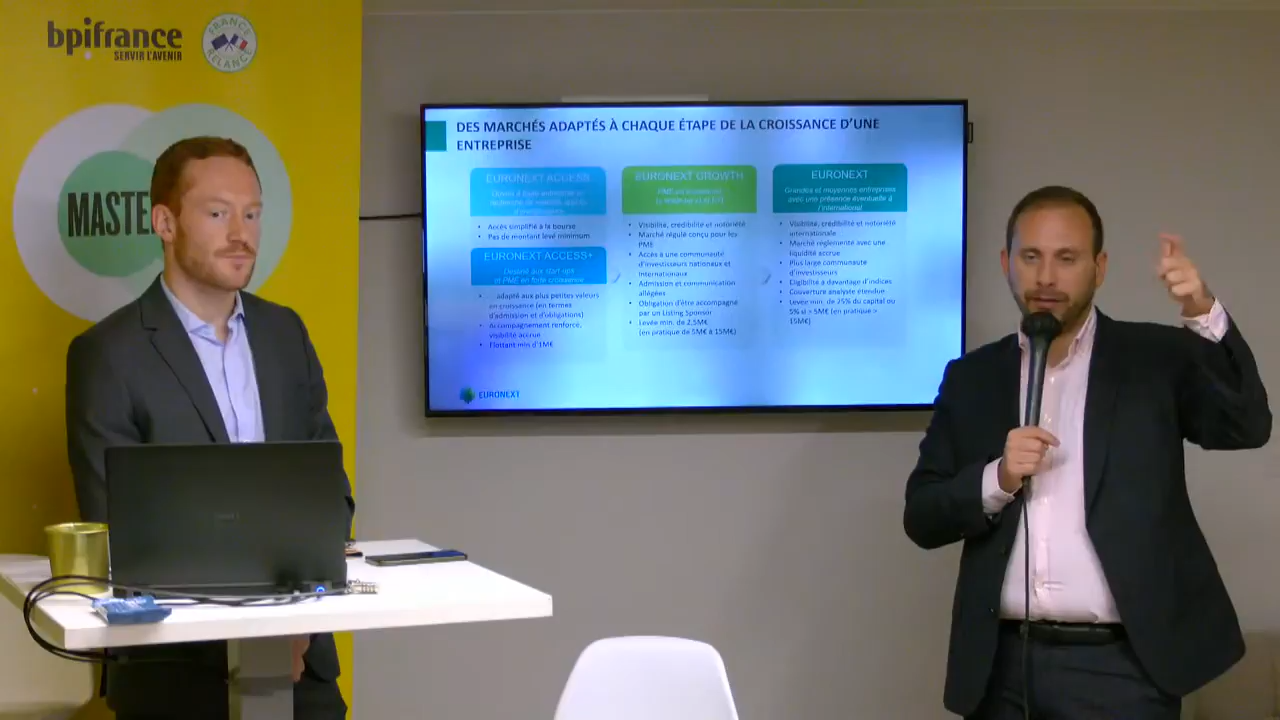 bpifrance
SERVIR L'AVENIR
FRANCE
RELANCE
MASTE
DES MARCHÉS ADAPTÉS À CHAQUE ÉTAPE DE LA CROISSANCE D'UNE
ENTREPRISE
EURONEXT ACCESS
• Accès simplifié à la bourse
• Pas de montant levé minimum
EURONEXT ACCESS+
Destiné aux start-ups
et PME en forte croissance
• ...adapté aux plus petites valeurs
en croissance (en termes
d'admission et d'obligations)
• Accompagnement renforcé,
visibilité accrue
• Flottant min d'1M€
EURONEXT GROWTH
• Visibilité, crédibilité et notoriété
• Marché régulé conçu pour les
PME
• Accès à une communauté
d'investisseurs nationaux et
internationaux
• Admission et communication
allégées
• Obligation d'être accompagné
par un Listing Sponsor
• Levée min. de 2,5M€
(en pratique de 5M€ à 15M€)
EURONEXT
Grandes et moyennes entreprises
avec une présence éventuelle à
l'international
• Visibilité, crédibilité et notoriété
internationale
• Marché réglementé avec une
liquidité accrue
• Plus large communauté
d'investisseurs
• Eligibilité à davantage d'indices
• Couverture analyste étendue
• Levée min. de 25% du capital ou
5% si > 5M€ (en pratique >
15M€)
EURONEXT